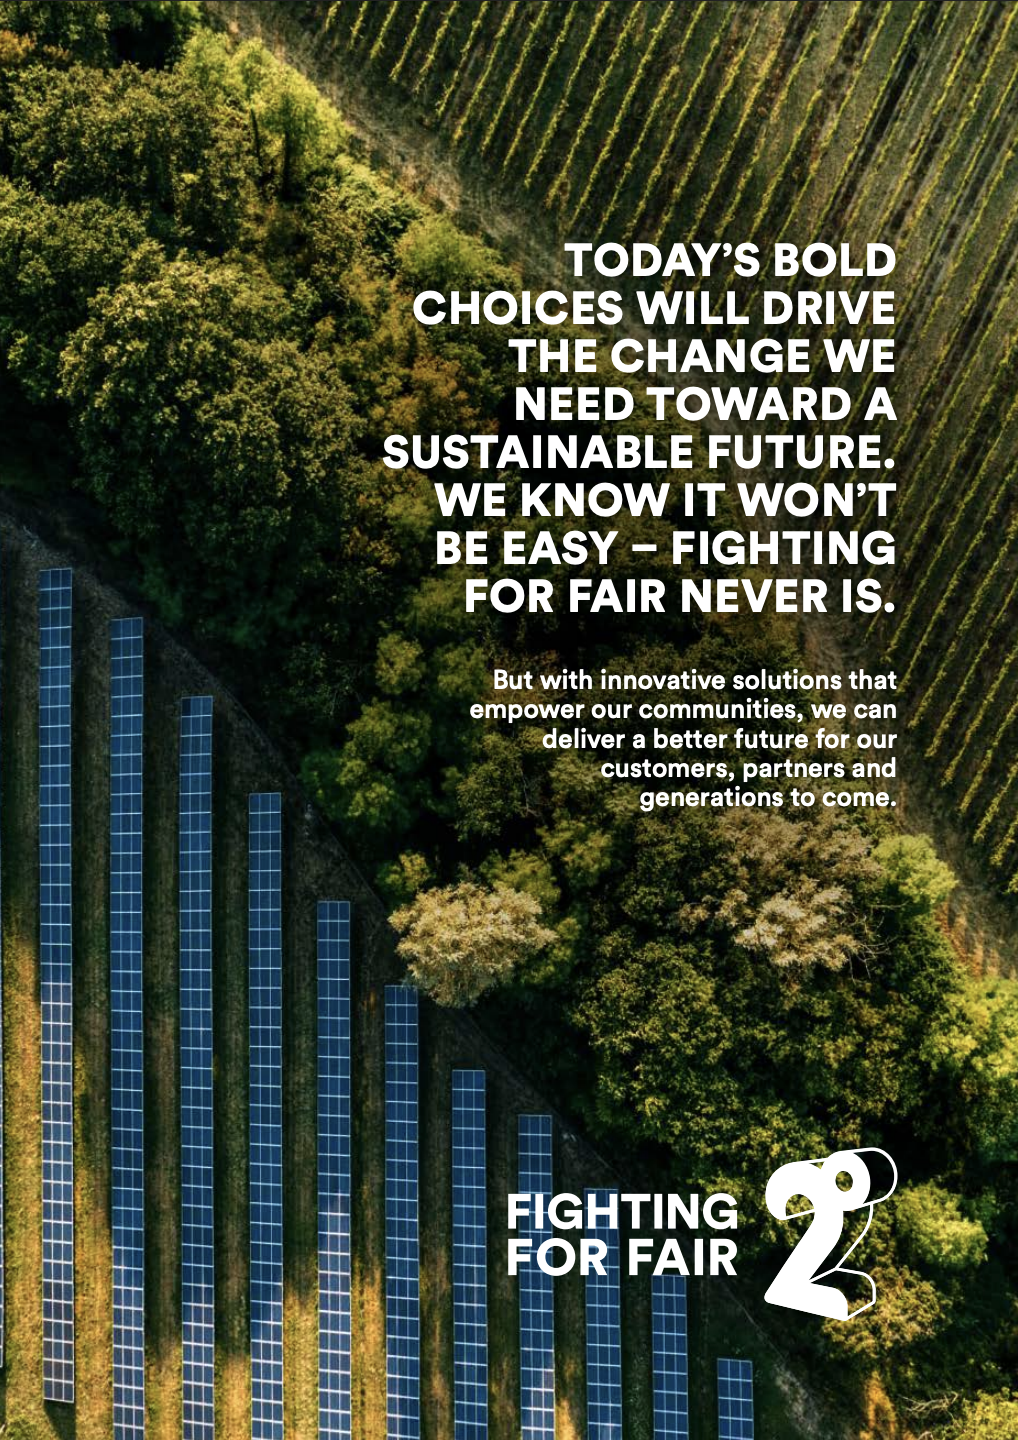 TODAY’S BOLD
CHOICES WILL DRIVE
THE CHANGE WE
NEED TOWARD A
SUSTAINABLE FUTURE.
WE KNOW IT WON’T
BE EASY – FIGHTING
FOR FAIR NEVER IS.
But with innovative solutions that
empower our communities, we can
deliver a better future for our
customers, partners and
generations to come.
FIGHTING
FOR FAIR
2